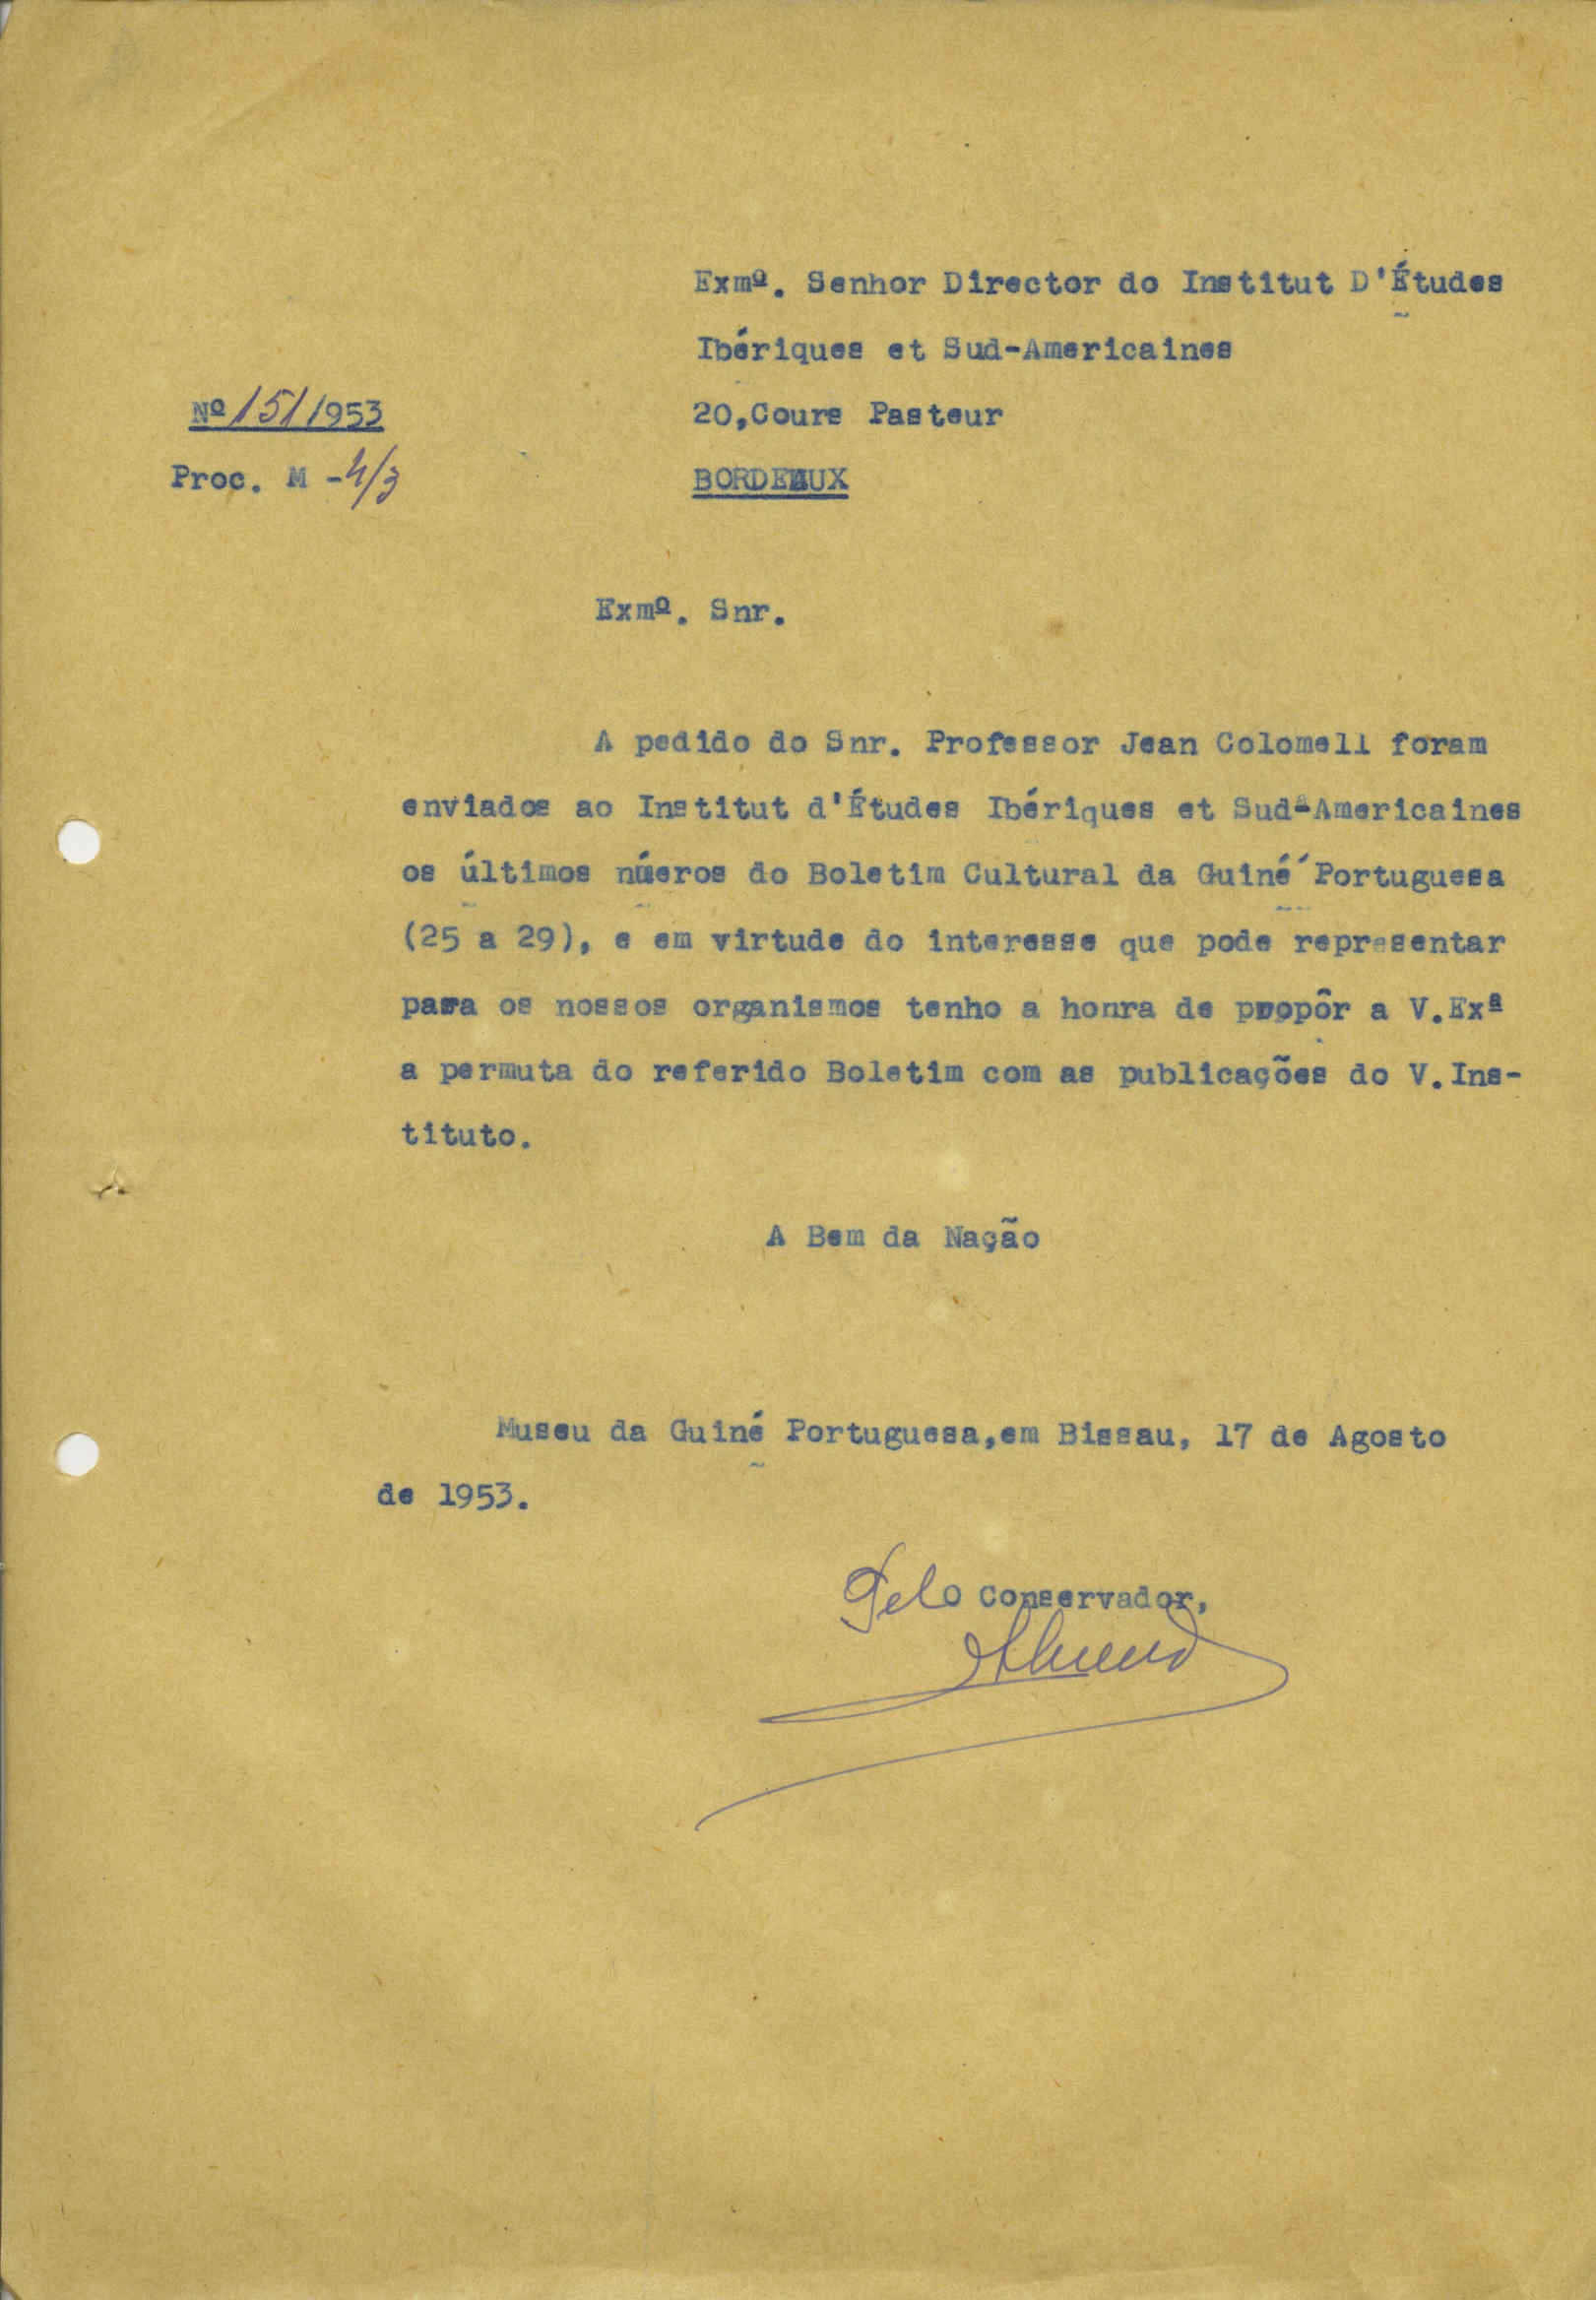 Exmº. Senhor Director do Institut D'Études
Ibériques et Sud-Americaines
Nº 151/1953
20,Cours Pasteur
Proc. M -4/3
BORDEAUX
Exmº. Snr.
A pedido do Snr. Professor Jean Colomell foram
enviados ao Institut d'Études Ibériques et Sud-Americaines
os últimos núeros do Boletim Cultural da Guiné Portuguesa
(25 a 29), e em virtude do interesse que pode representar
para os nossos organismos tenho a honra de propôr a V.Exª
a permuta do referido Boletim com as publicações do V.Ins-
tituto.
A Bem da Nação
Museu da Guiné Portuguesa,em Bissau, 17 de Agosto
de 1953.
Pelo Conservador,